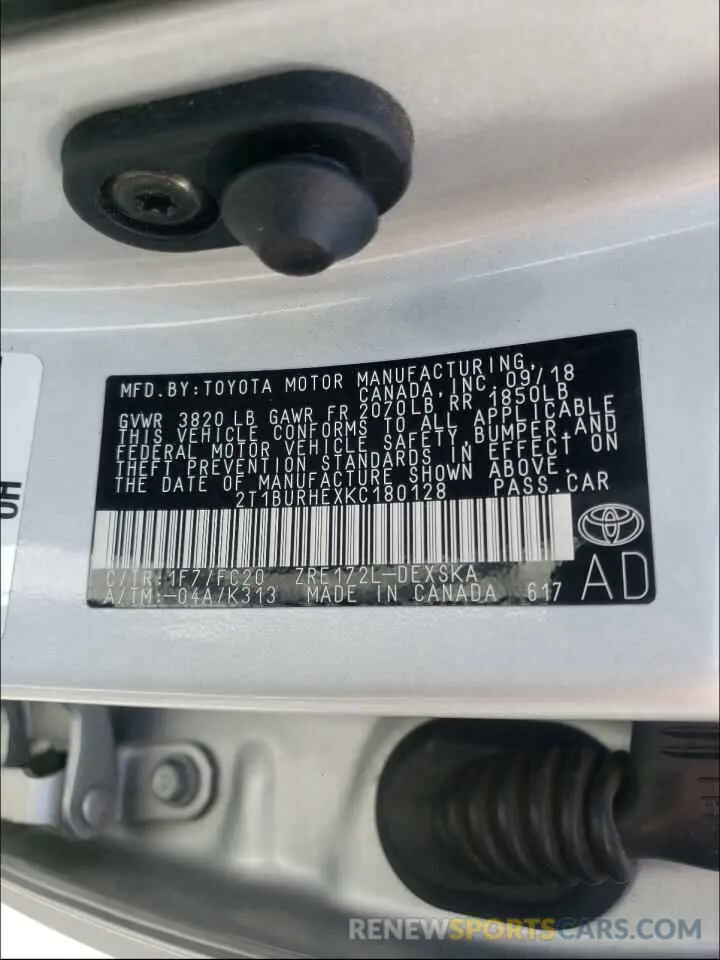 MFD.BY:TOYOTA MOTOR MANUFACTURING,
CANADA,INC. 09/18
GVWR 3820 LB GAWR FR 2070LB RR 1850LB
THIS VEHICLE CONFORMS TO ALL APPLICABLE
FEDERAL MOTOR VEHICLE SAFETY,BUMPER,AND
THEFT PREVENTION STANDARDS IN EFFECT ON
THE DATE OF MANUFACTURE SHOWN ABOVE.
2T1BURHEXKC180128 PASS.CAR
C/TR:1F7/FC20 ZRE172L-DEXSKA
A/TM:-04A/K313 MADE IN CANADA 617
AD
RENEWSPORTSCARS.COM